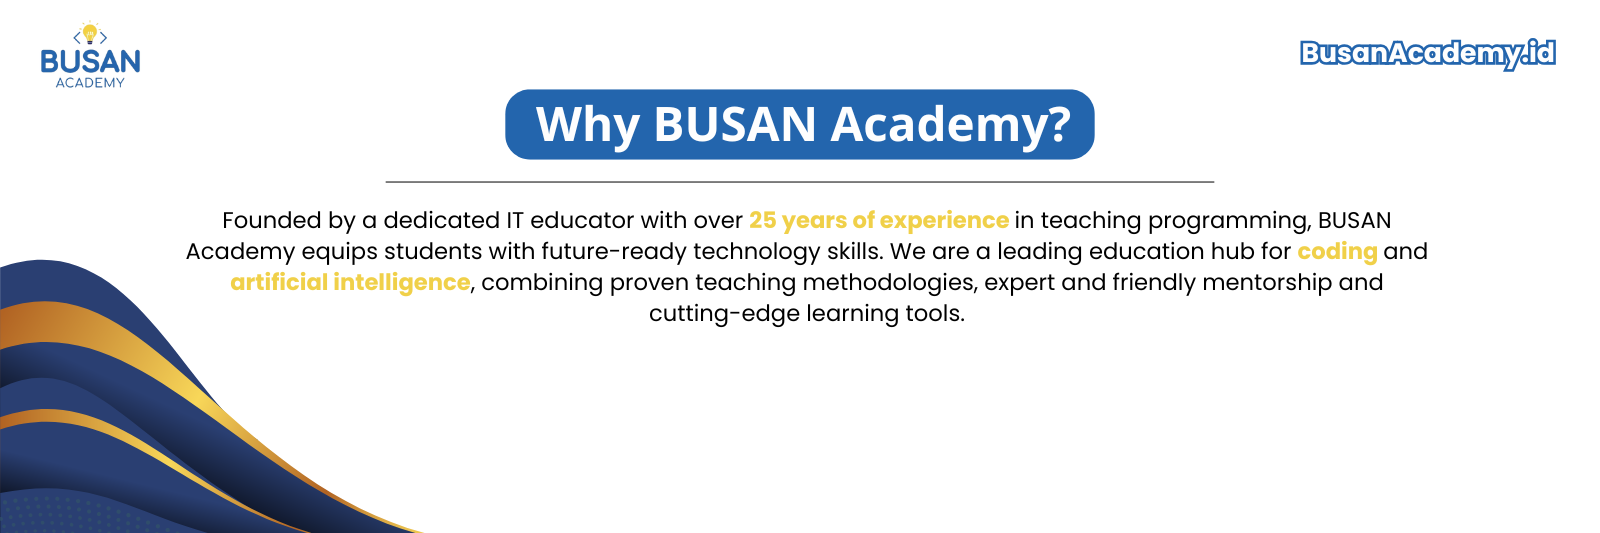 BUSAN
ACADEMY
BusanAcademy.id
Why BUSAN Academy?
Founded by a dedicated IT educator with over 25 years of experience in teaching programming, BUSAN
Academy equips students with future-ready technology skills. We are a leading education hub for coding and
artificial intelligence, combining proven teaching methodologies, expert and friendly mentorship and
cutting-edge learning tools.